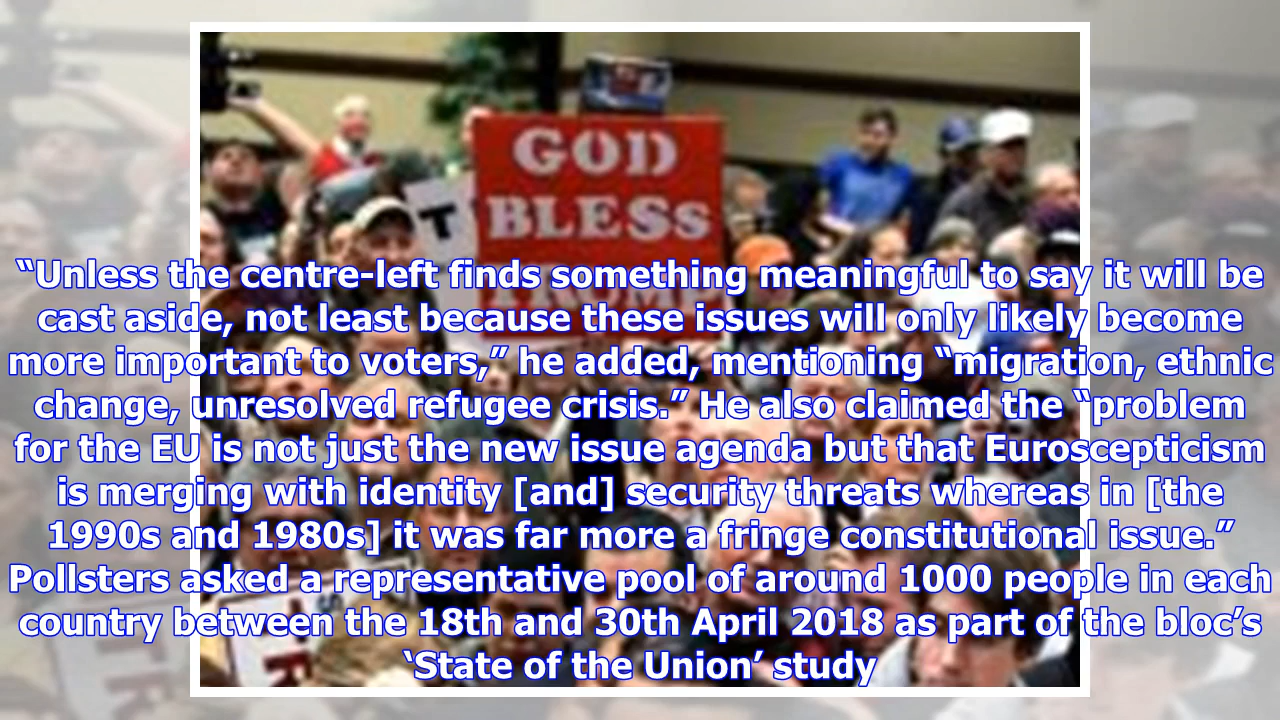 GOD
BLESS
T
“Unless the centre-left finds something meaningful to say it will be
cast aside, not least because these issues will only likely become
more important to voters,” he added, mentioning “migration, ethnic
change, unresolved refugee crisis.” He also claimed the “problem
for the EU is not just the new issue agenda but that Euroscepticism
is merging with identity [and] security threats whereas in [the
1990s and 1980s] it was far more a fringe constitutional issue.”
Pollsters asked a representative pool of around 1000 people in each
country between the 18th and 30th April 2018 as part of the bloc’s
‘State of the Union’ study